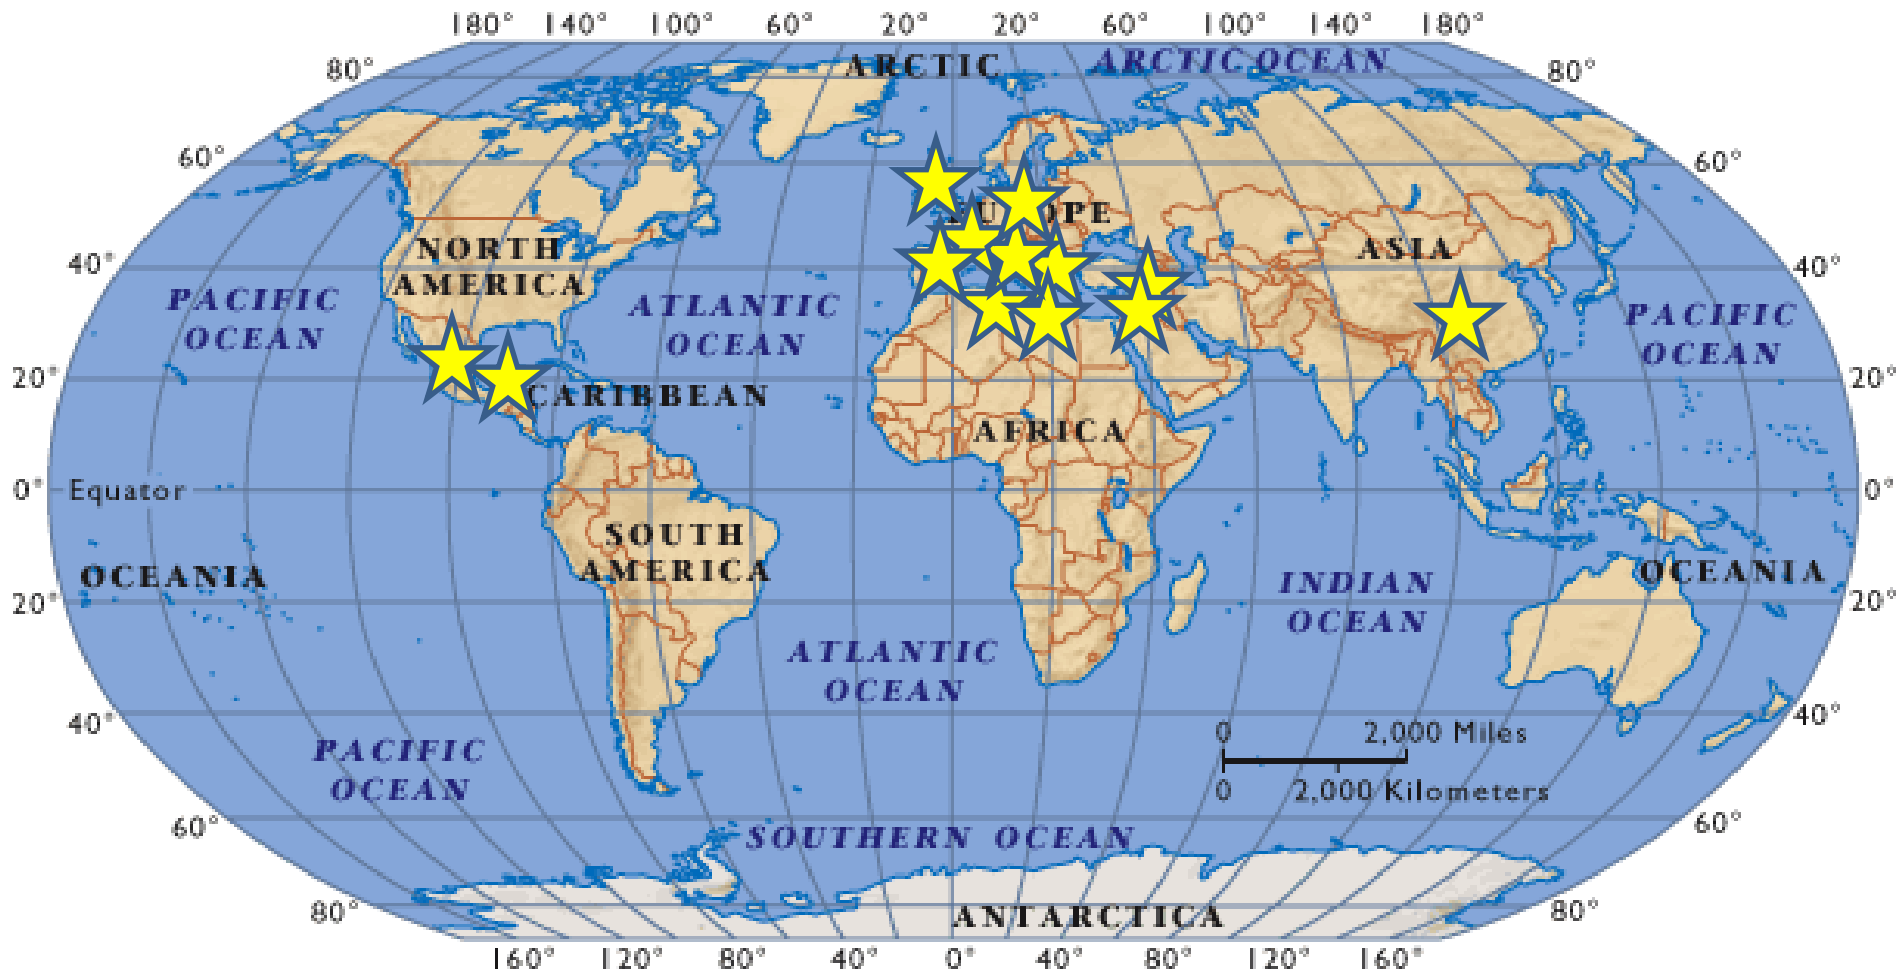 180° 140° 100° 60° 20° 20° 60° 100° 140° 180°
ARCTIC
ARCTIC OCEAN
80°
80°
60°
60°
EUROPE
NORTH
AMERICA
ASIA
40°
40°
PACIFIC
OCEAN
ATLANTIC
OCEAN
PACIFIC
OCEAN
20°
20°
CARIBBEAN
AFRICA
0°
Equator
0°
SOUTH
AMERICA
OCEANIA
OCEANIA
INDIAN
OCEAN
20°
20°
ATLANTIC
OCEAN
40°
40°
PACIFIC
OCEAN
0 2,000 Miles
0 2,000 Kilometers
60°
60°
SOUTHERN OCEAN
80°
80°
ANTARCTICA
160° 120° 80° 40° 0° 40° 80° 120° 160°